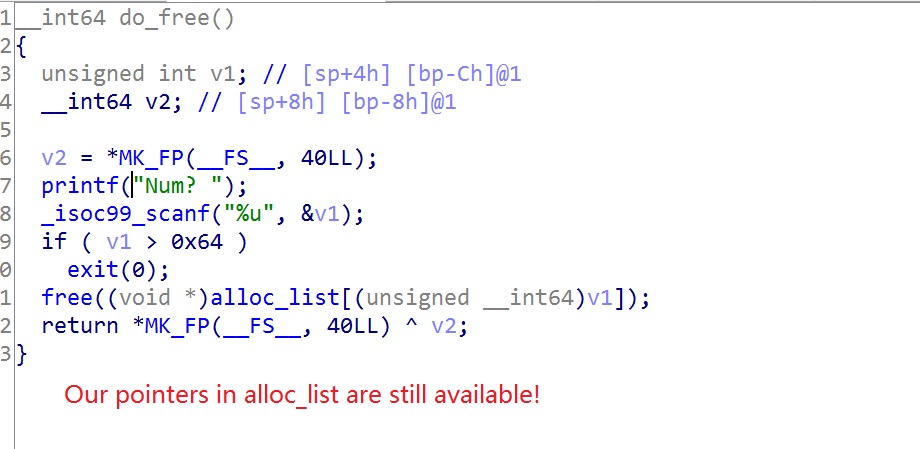 1 __int64 do_free()
2 {
3 unsigned int v1; // [sp+4h] [bp-Ch]@1
4 __int64 v2; // [sp+8h] [bp-8h]@1
5
6 v2 = *MK_FP(__FS__, 40LL);
7 printf("Num? ");
8 _isoc99_scanf("%u", &v1);
9 if ( v1 > 0x64 )
0 exit(0);
1 free((void *)alloc_list[(unsigned __int64)v1]);
2 return *MK_FP(__FS__, 40LL) ^ v2;
3 }
Our pointers in alloc_list are still available!